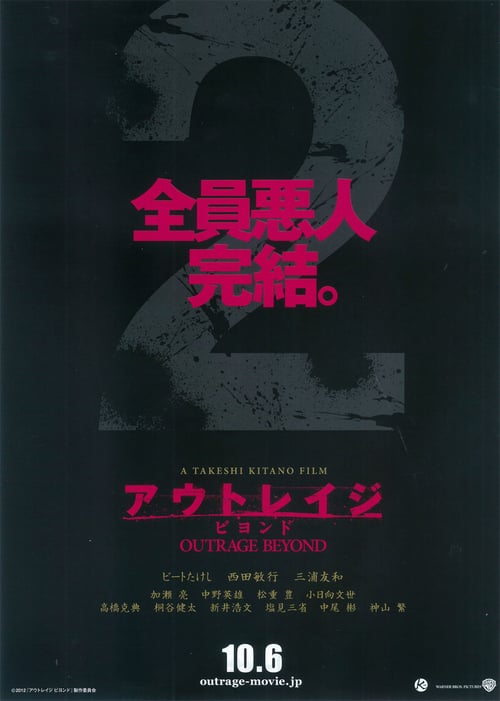 2
全員悪人
完結。
A TAKESHI KITANO FILM
アウトレイジ
ビヨンド
OUTRAGE BEYOND
ビートたけし 西田敏行 三浦友和
加瀬 亮 中野英雄 松重 豊 小日向文世
高橋克典 桐谷健太 新井浩文 塩見三省 中尾 彬 神山 繁
10.6
outrage-movie.jp
©2012「アウトレイジ ビヨンド」製作委員会
K
WARNER BROS. PICTURES
WB